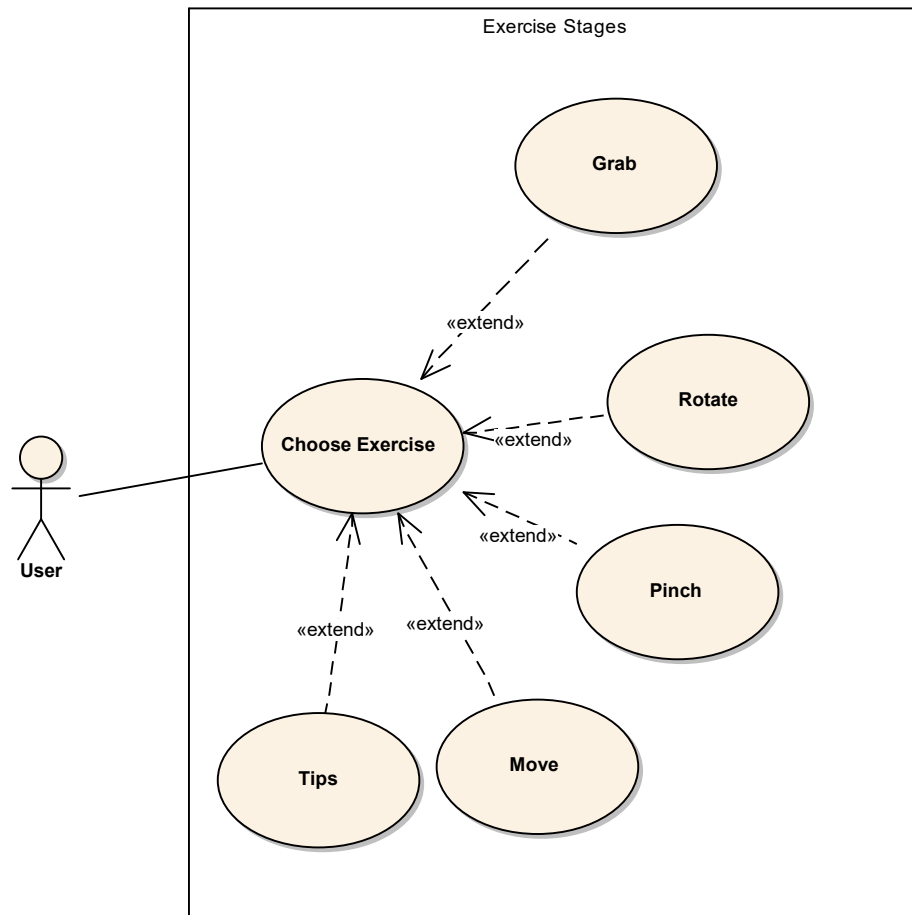 Exercise Stages
Grab
«extend»
Rotate
Choose Exercise
«extend»
«extend»
User
Pinch
«extend»
«extend»
Tips
Move